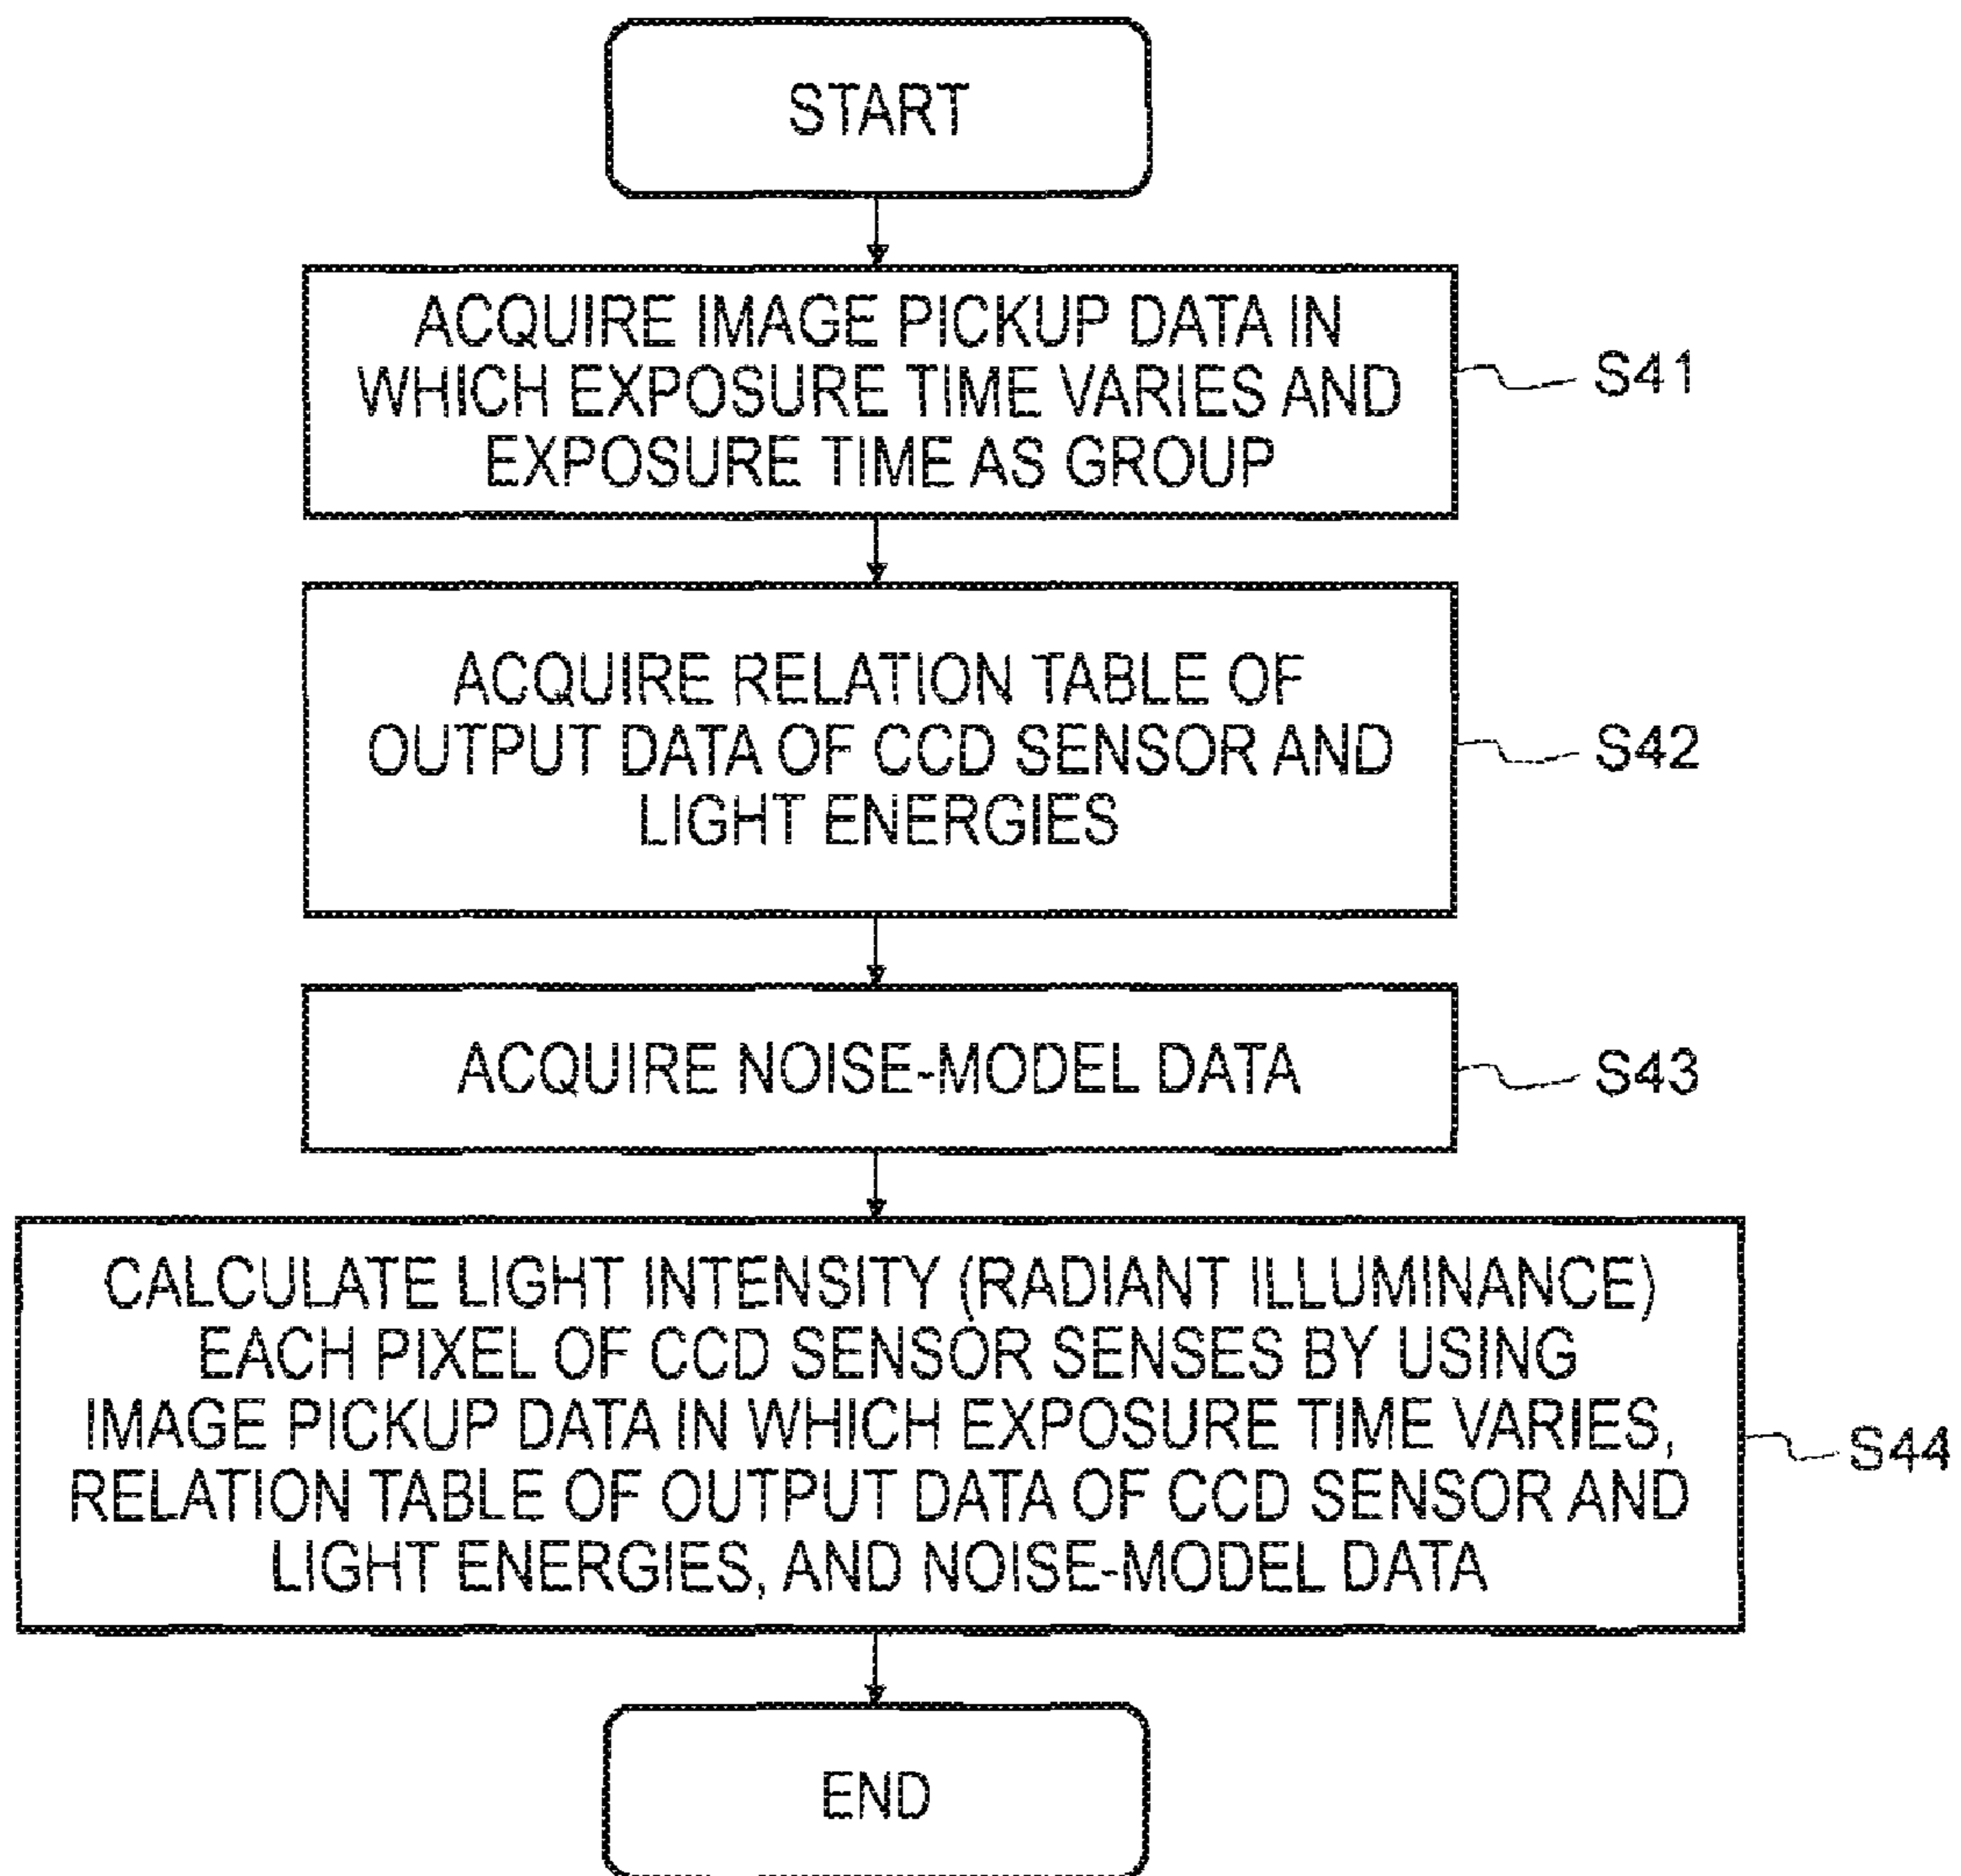 START
ACQUIRE IMAGE PICKUP DATA IN
WHICH EXPOSURE TIME VARIES AND
EXPOSURE TIME AS GROUP
S41
ACQUIRE RELATION TABLE OF
OUTPUT DATA OF CCD SENSOR AND
LIGHT ENERGIES
S42
ACQUIRE NOISE-MODEL DATA
S43
CALCULATE LIGHT INTENSITY (RADIANT ILLUMINANCE)
EACH PIXEL OF CCD SENSOR SENSES BY USING
IMAGE PICKUP DATA IN WHICH EXPOSURE TIME VARIES,
RELATION TABLE OF OUTPUT DATA OF CCD SENSOR AND
LIGHT ENERGIES, AND NOISE-MODEL DATA
S44
END